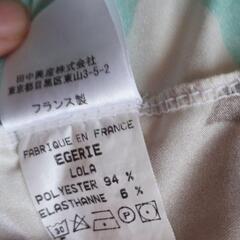 田中興産株式会社
東京都目黒区東山3-5-2
フランス製
FABRIQUE EN FRANCE
EGERIE
LOLA
POLYESTER 94 %
ELASTHANNE 6 %
30